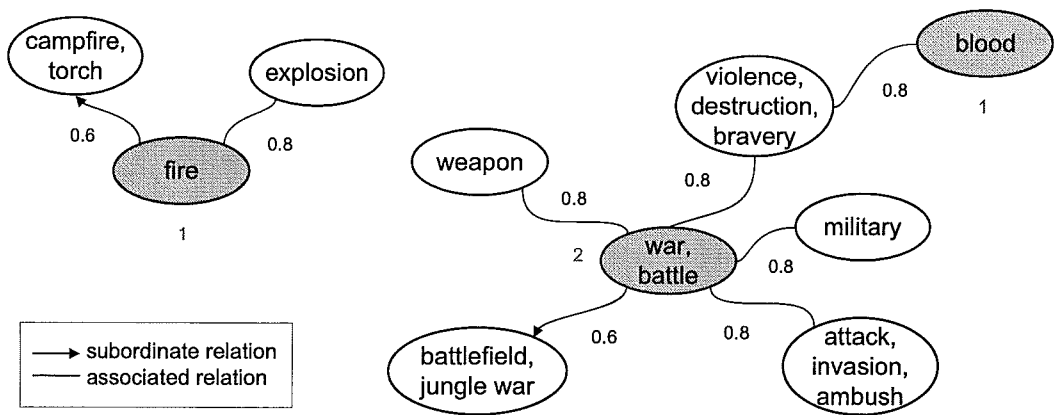 campfire,
torch
explosion
0.6
0.8
fire
1
blood
0.8
1
violence,
destruction,
bravery
weapon
0.8
0.8
military
0.8
2
war,
battle
0.6
0.8
battlefield,
jungle war
attack,
invasion,
ambush
subordinate relation
associated relation